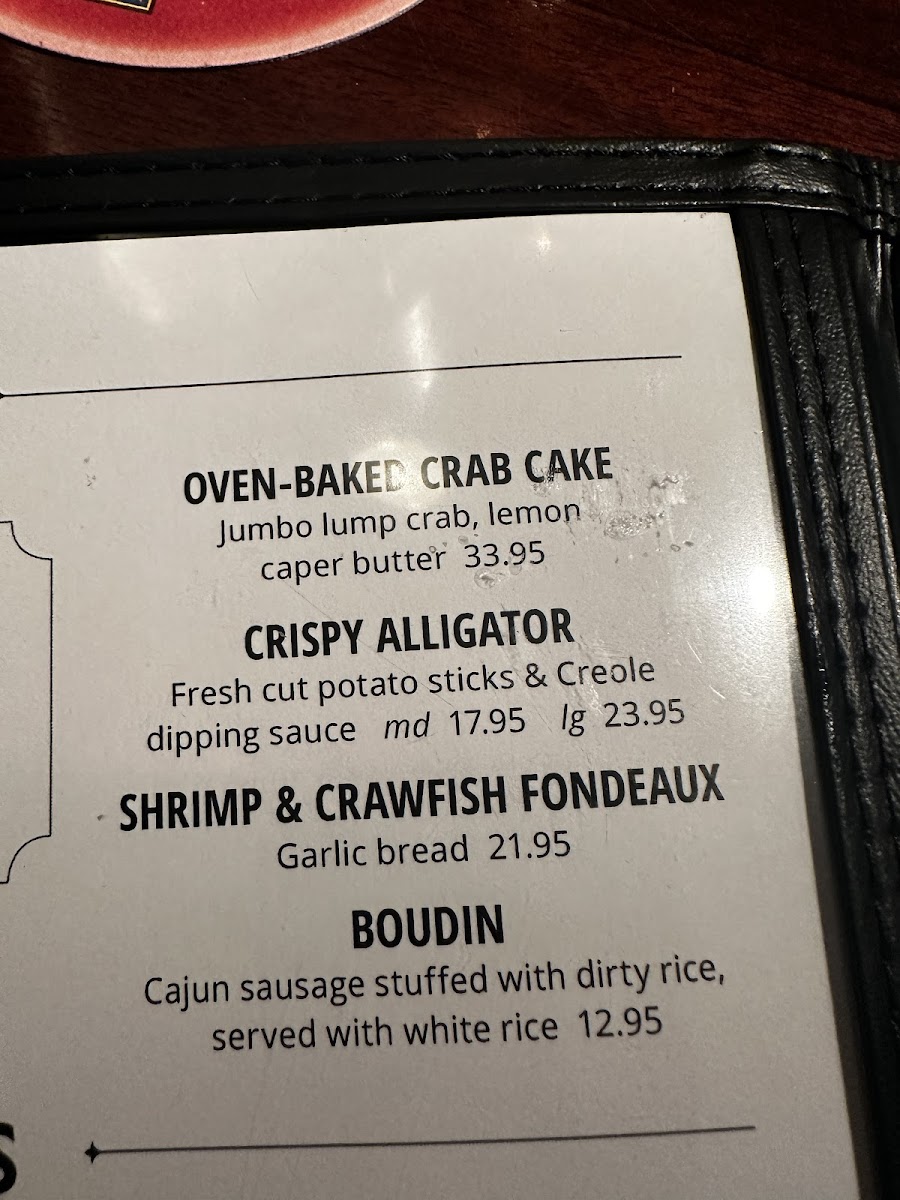 OVEN-BAKED CRAB CAKE
Jumbo lump crab, lemon
caper butter 33.95
CRISPY ALLIGATOR
Fresh cut potato sticks & Creole
dipping sauce md 17.95 lg 23.95
SHRIMP & CRAWFISH FONDEAUX
Garlic bread 21.95
BOUDIN
Cajun sausage stuffed with dirty rice,
served with white rice 12.95
S